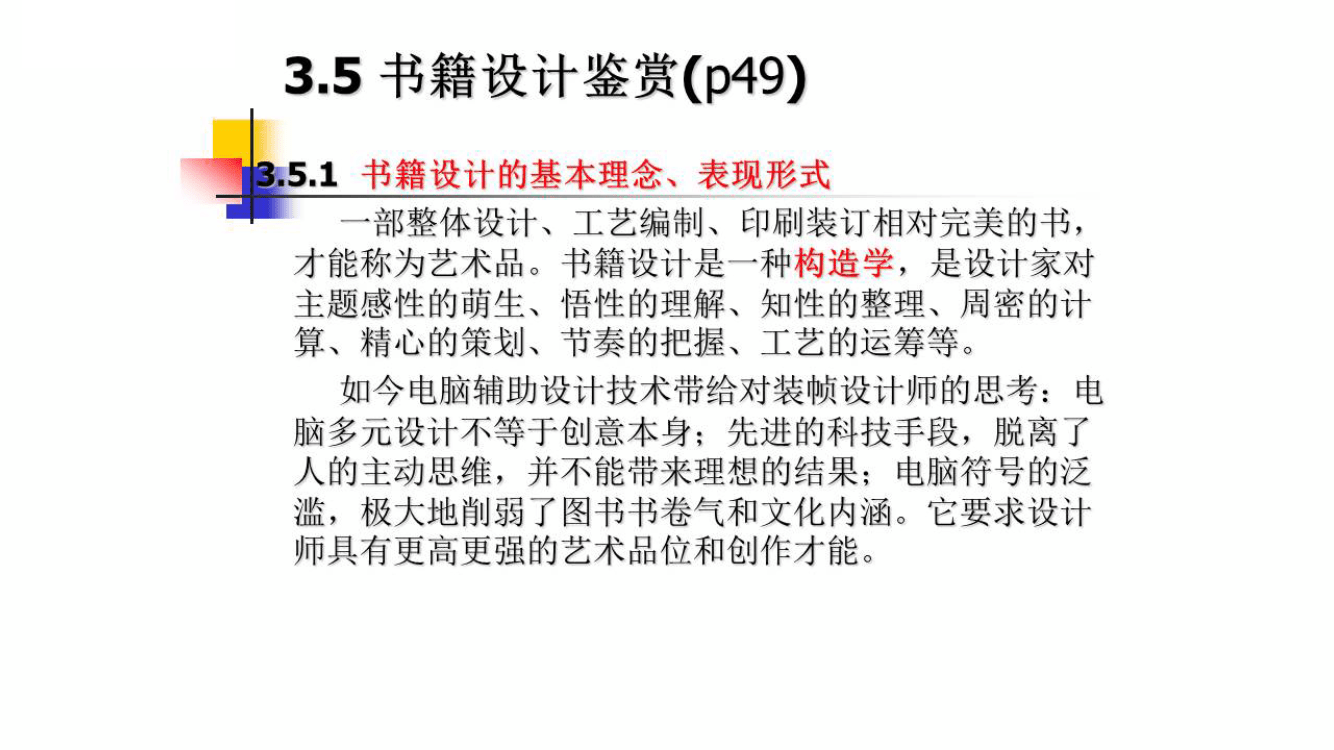 3.5 书籍设计鉴赏(p49)
3.5.1 书籍设计的基本理念、表现形式
一部整体设计、工艺编制、印刷装订相对完美的书，
才能称为艺术品。书籍设计是一种构造学，是设计家对
主题感性的萌生、悟性的理解、知性的整理、周密的计
算、精心的策划、节奏的把握、工艺的运筹等。
如今电脑辅助设计技术带给对装帧设计师的思考：电
脑多元设计不等于创意本身；先进的科技手段，脱离了
人的主动思维，并不能带来理想的结果；电脑符号的泛
滥，极大地削弱了图书书卷气和文化内涵。它要求设计
师具有更高更强的艺术品位和创作才能。